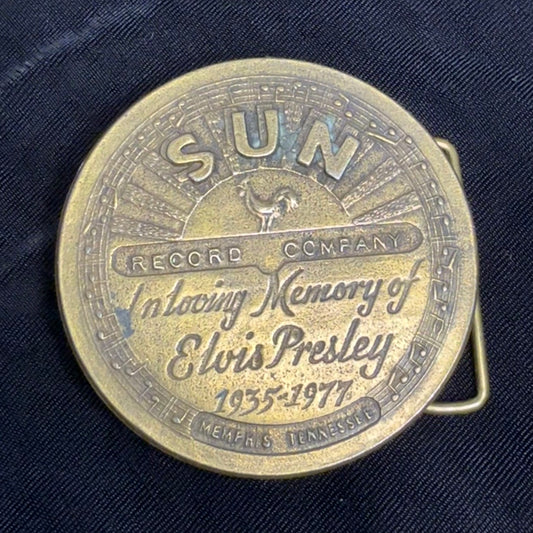 SUN
RECORD COMPANY
In loving Memory of
Elvis Presley
1935-1977
MEMPHIS TENNESSEE